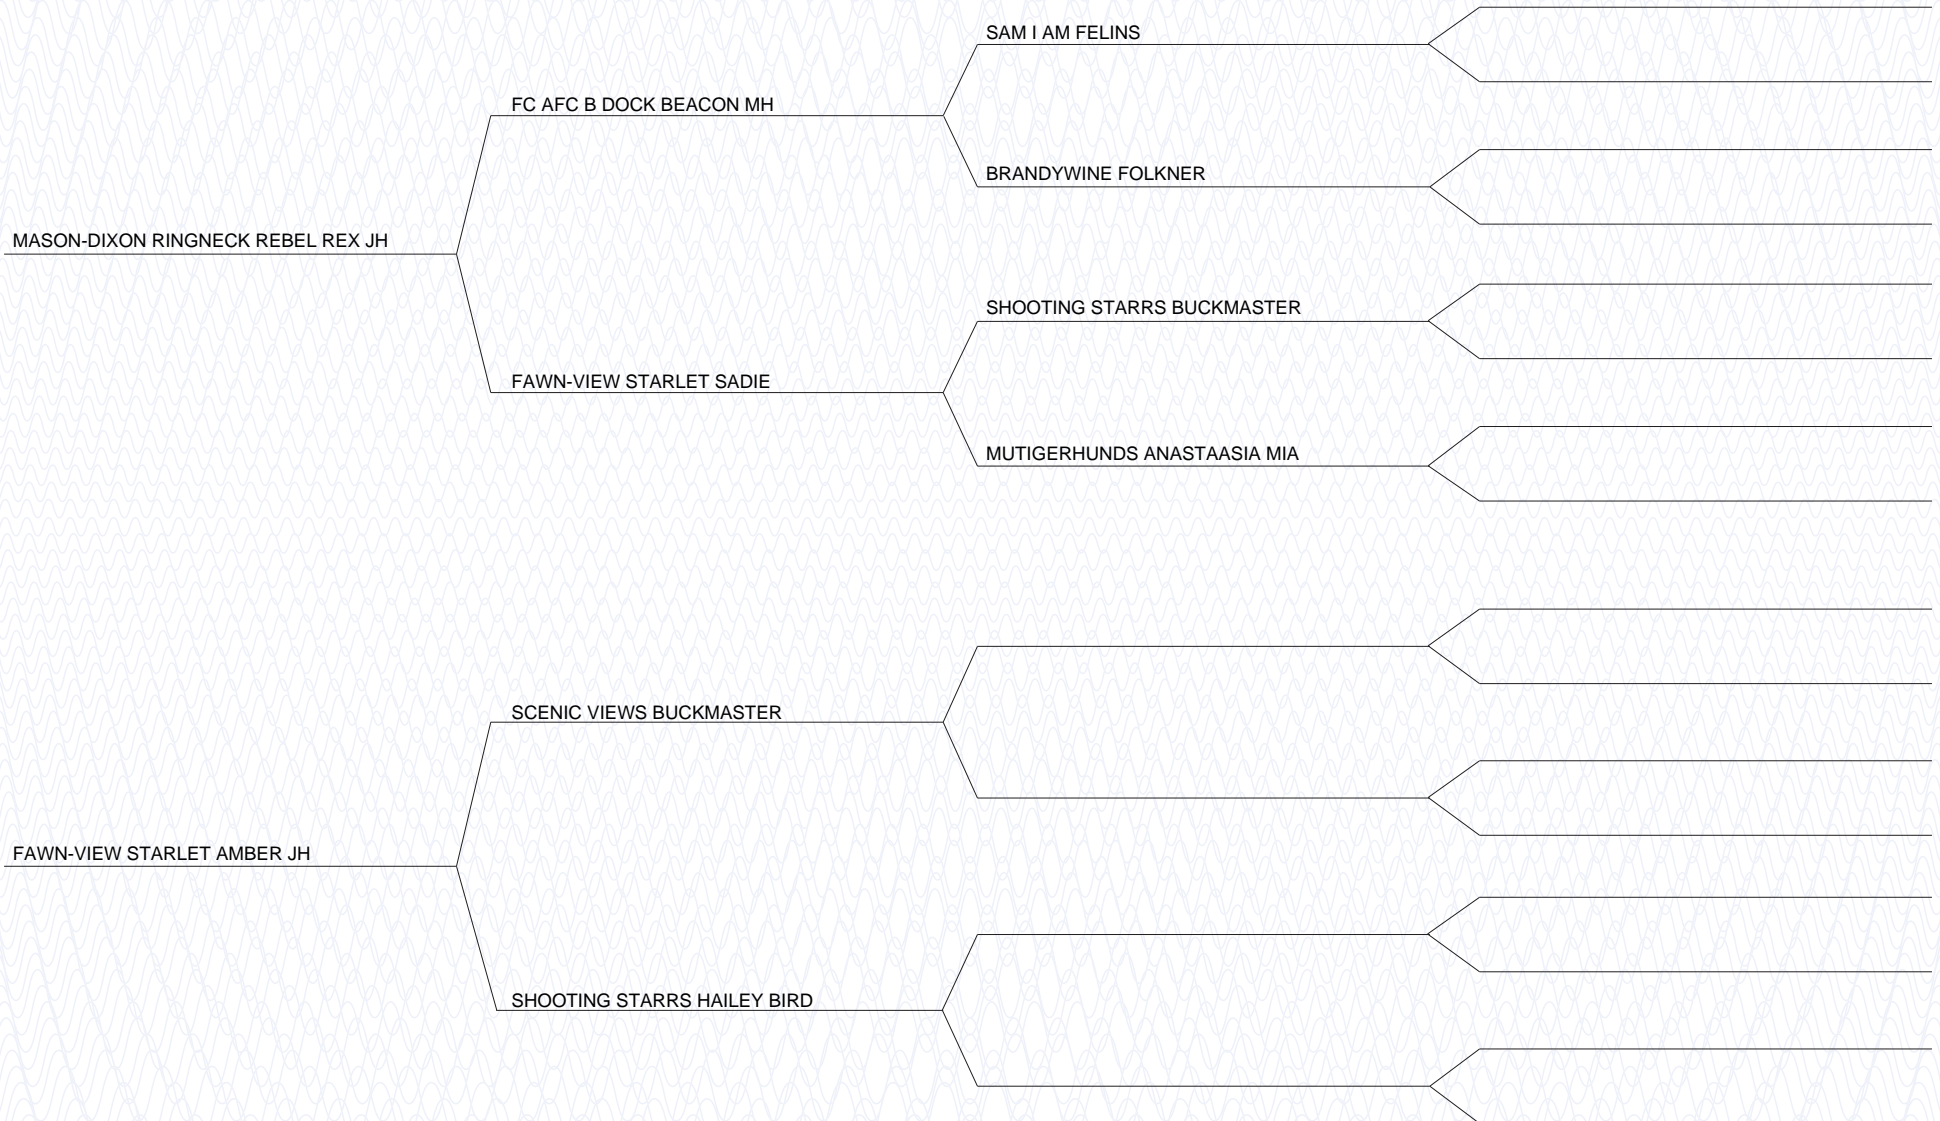 SAM I AM FELINS
FC AFC B DOCK BEACON MH
BRANDYWINE FOLKNER
MASON-DIXON RINGNECK REBEL REX JH
SHOOTING STARRS BUCKMASTER
FAWN-VIEW STARLET SADIE
MUTIGERHUNDS ANASTAASIA MIA
SCENIC VIEWS BUCKMASTER
FAWN-VIEW STARLET AMBER JH
SHOOTING STARRS HAILEY BIRD